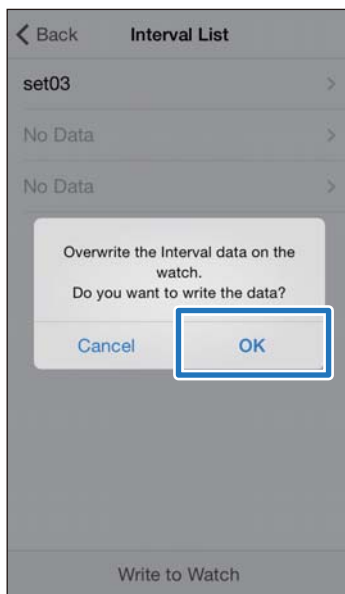 Back Interval List
set03
No Data
No Data
Overwrite the Interval data on the
watch.
Do you want to write the data?
Cancel OK
Write to Watch